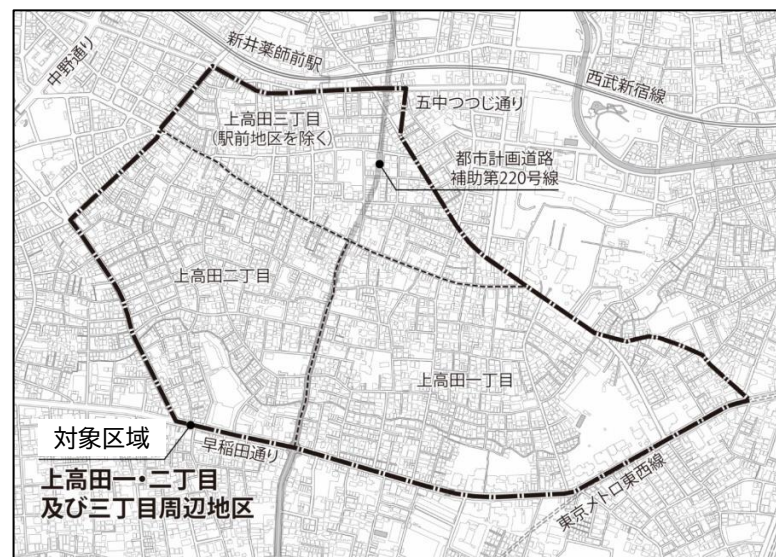 中野通り
新井薬師前駅
西武新宿線
上高田三丁目
(駅前地区を除く)
五中つつじ通り
都市計画道路
補助第220号線
上高田二丁目
上高田一丁目
対象区域
早稲田通り
東京メトロ東西線
上高田一・二丁目
及び三丁目周辺地区